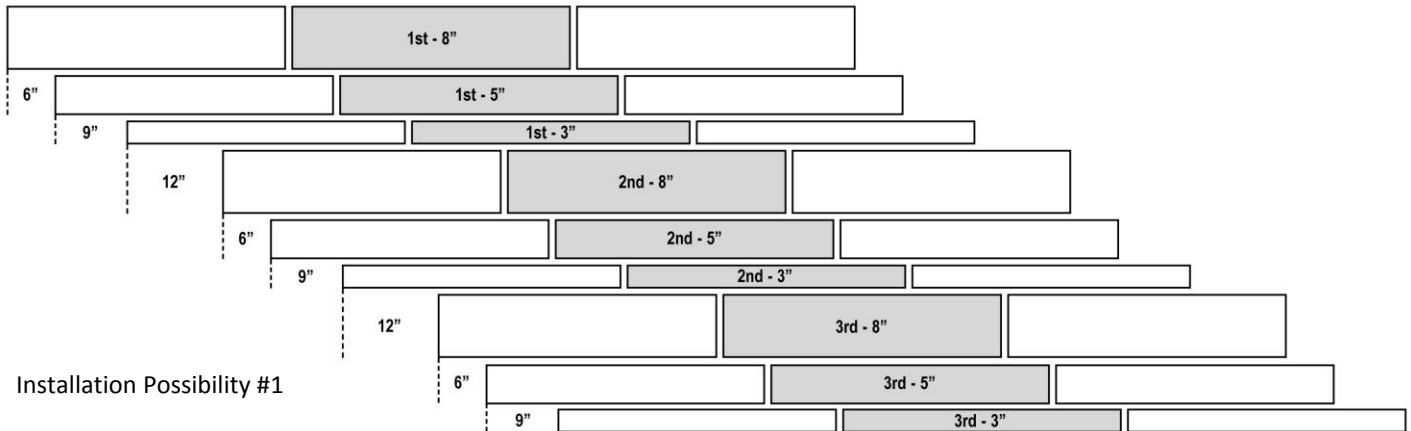 1st - 8”
6”
1st - 5”
9”
1st - 3”
12”
2nd - 8”
6”
2nd - 5”
9”
2nd - 3”
12”
3rd - 8”
Installation Possibility #1
6”
3rd - 5”
9”
3rd - 3”